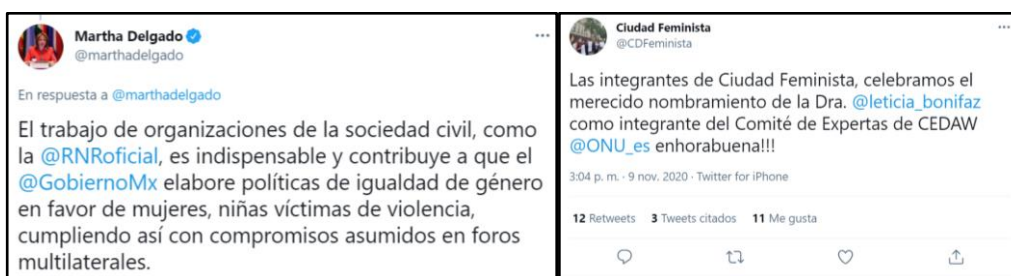 Martha Delgado
@marthadelgado
En respuesta a @marthadelgado
El trabajo de organizaciones de la sociedad civil, como
la @RNRoficial, es indispensable y contribuye a que el
@GobiernoMx elabore políticas de igualdad de género
en favor de mujeres, niñas víctimas de violencia,
cumpliendo así con compromisos asumidos en foros
multilaterales.
Ciudad Feminista
@CDFeminista
Las integrantes de Ciudad Feminista, celebramos el
merecido nombramiento de la Dra. @leticia_bonifaz
como integrante del Comité de Expertas de CEDAW
@ONU_es enhorabuena!!!
3:04 p. m. · 9 nov. 2020 · Twitter for iPhone
12 Retweets 3 Tweets citados 11 Me gusta